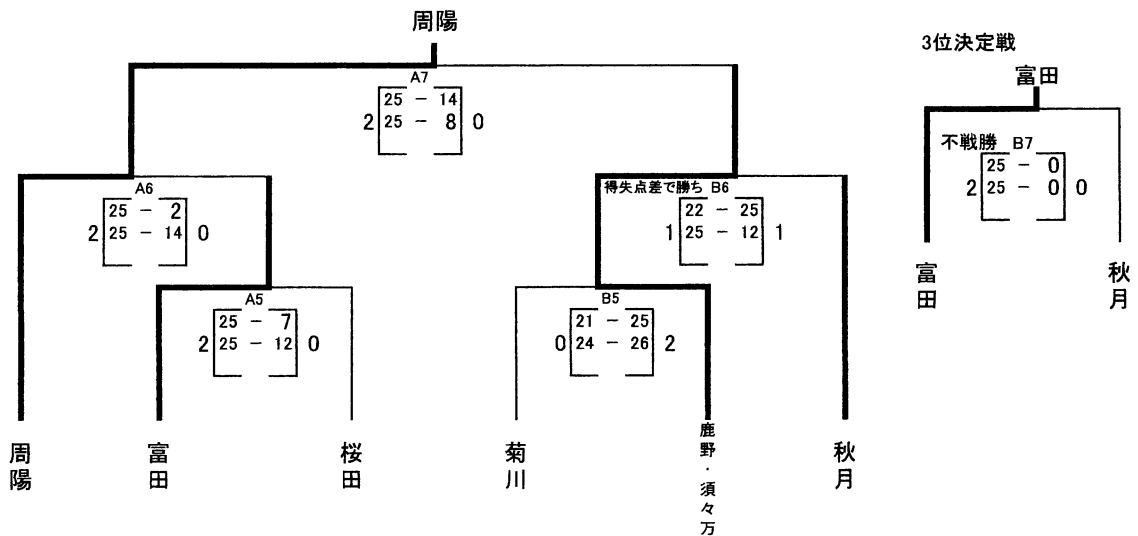 周陽
3位決定戦
富田
A7
25 － 14
2 25 － 8 0
不戦勝 B7
25 － 0
2 25 － 0 0
A6
25 － 2
2 25 － 14 0
得失点差で勝ち B6
22 － 25
1 25 － 12 1
富田
秋月
A5
25 － 7
2 25 － 12 0
B5
21 － 25
0 24 － 26 2
周陽
富田
桜田
菊川
鹿野・須々万
秋月